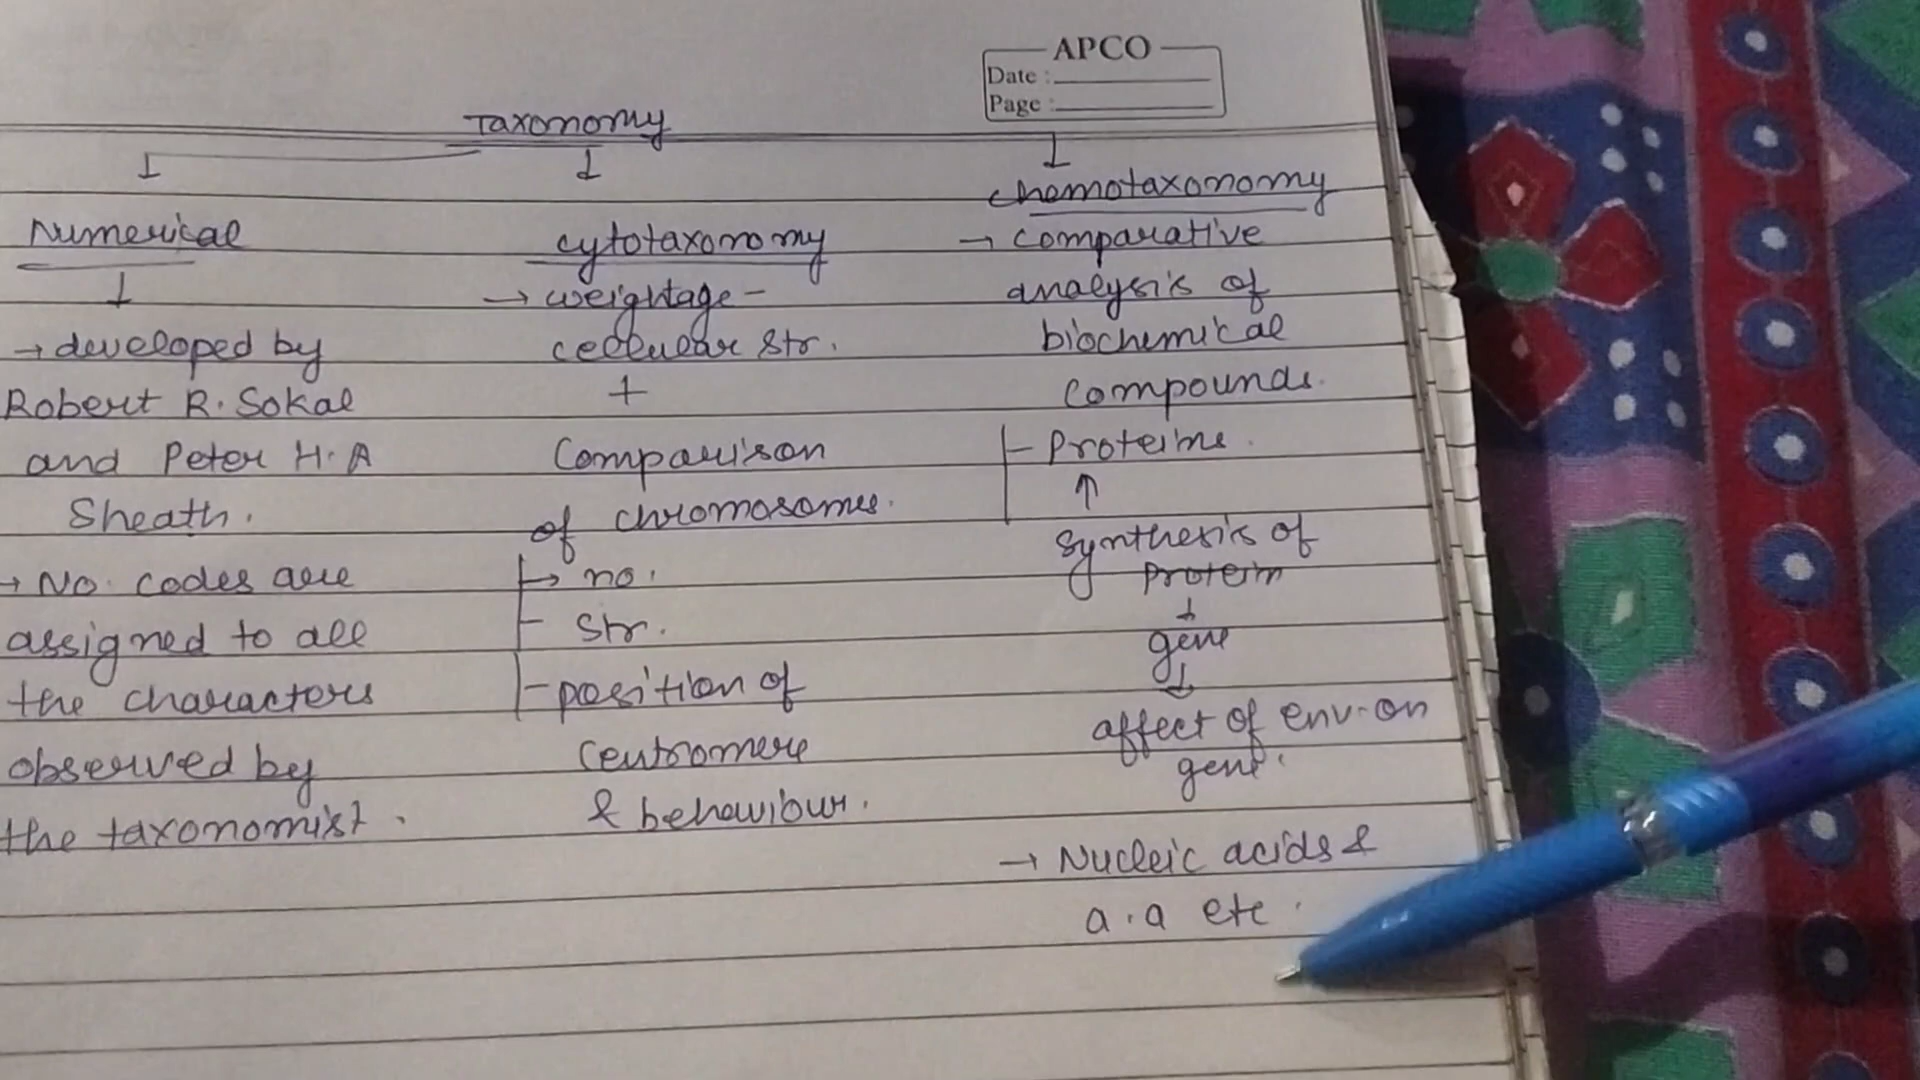 APCO
Date :
Page :
Taxonomy
Numerical
→ developed by
Robert R. Sokal
and Peter H.A
Sheath.
→ No. codes are
assigned to all
the characters
observed by
the taxonomist.
cytotaxonomy
→ weightage -
cellular str.
+
Comparison
of chromosomes.
→ no.
- str.
- position of
centromere
& behaviour.
chemotaxonomy
→ comparative
analysis of
biochemical
compounds.
- Proteins.
↑
synthesis of
protein
↓
gene
↓
affect of env. on
gene.
→ Nucleic acids &
a.a etc.